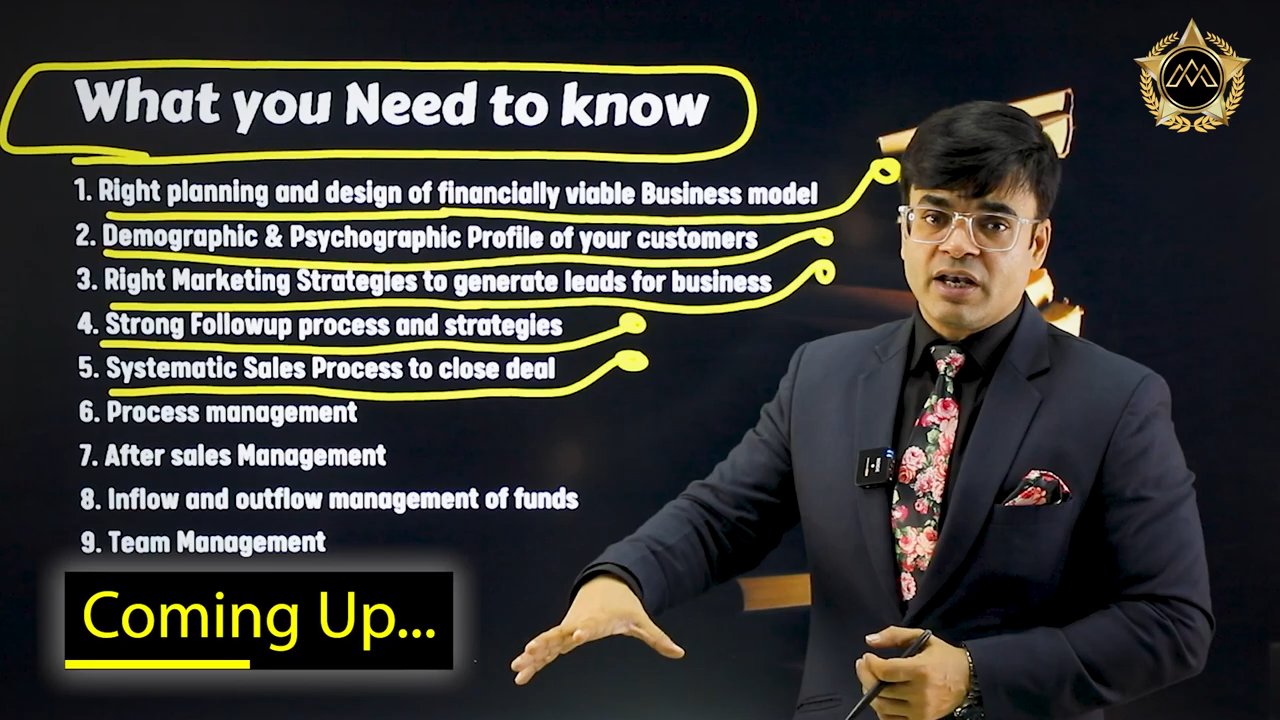 What you Need to know
1. Right planning and design of financially viable Business model
2. Demographic & Psychographic Profile of your customers
3. Right Marketing Strategies to generate leads for business
4. Strong Followup process and strategies
5. Systematic Sales Process to close deal
6. Process management
7. After sales Management
8. Inflow and outflow management of funds
9. Team Management
Coming Up...